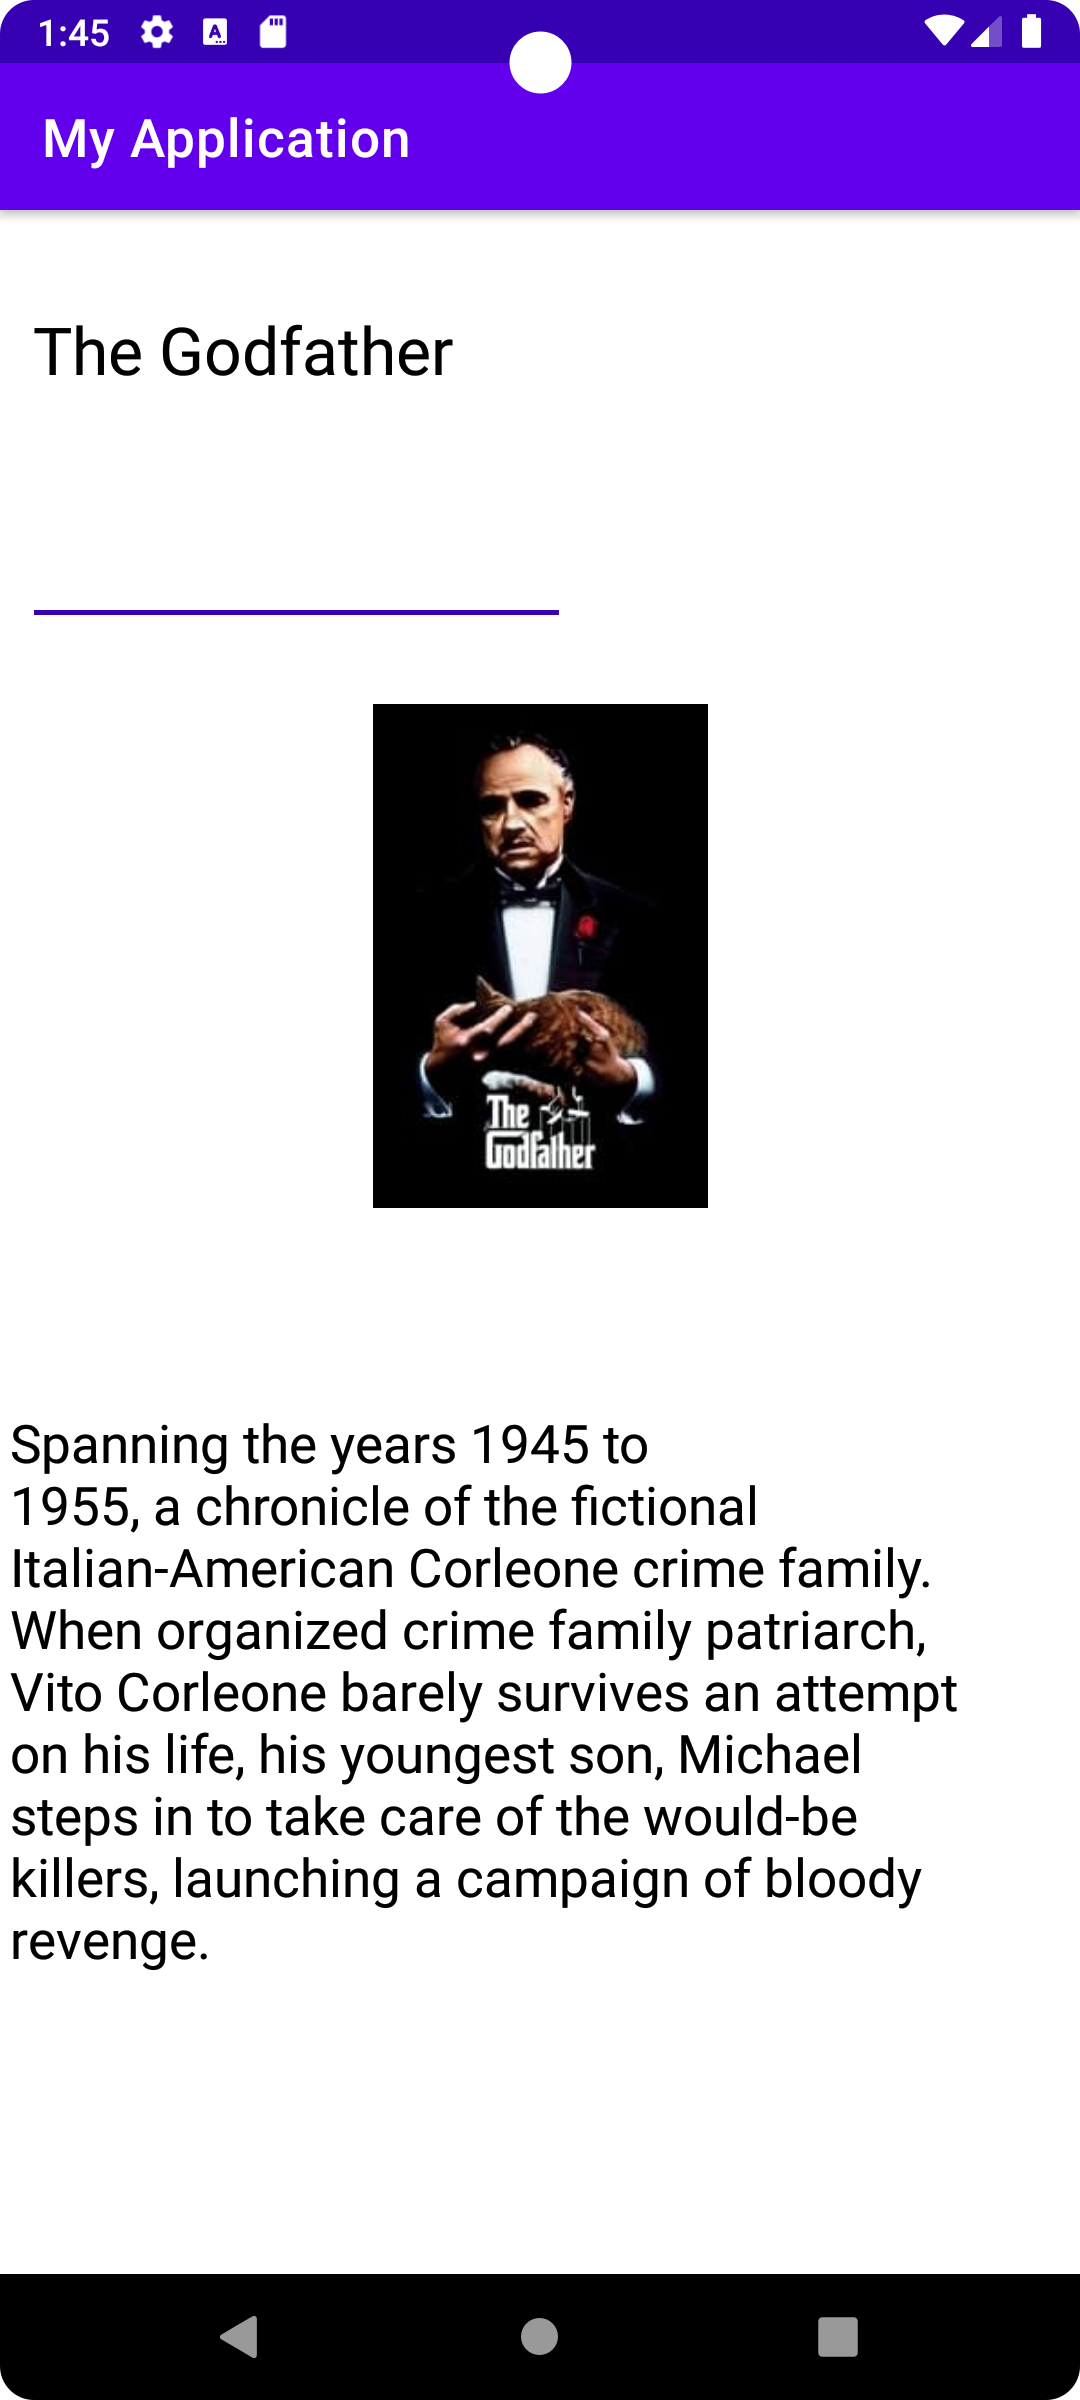 1:45
My Application
The Godfather
The
Godfather
Spanning the years 1945 to
1955, a chronicle of the fictional
Italian-American Corleone crime family.
When organized crime family patriarch,
Vito Corleone barely survives an attempt
on his life, his youngest son, Michael
steps in to take care of the would-be
killers, launching a campaign of bloody
revenge.